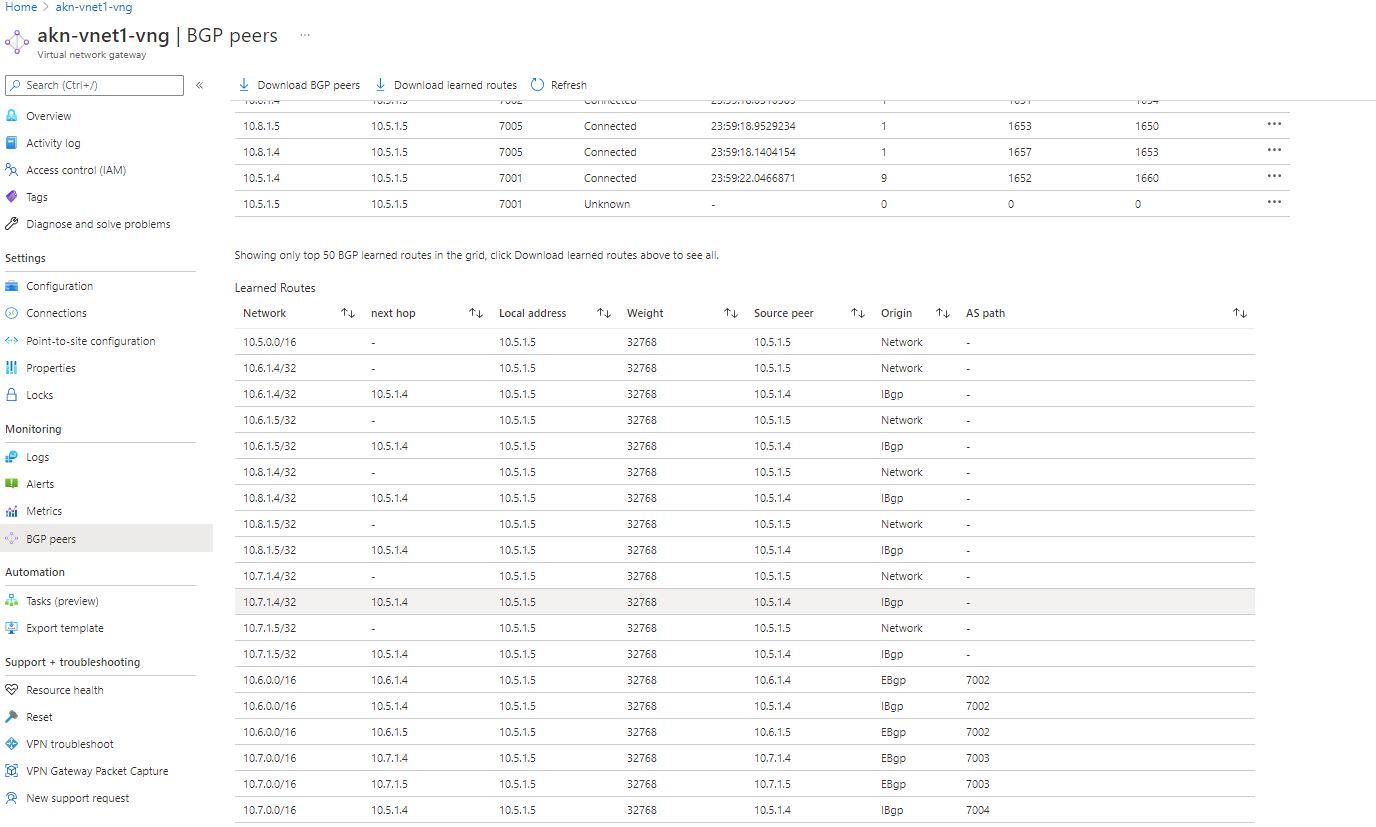 Home > akn-vnet1-vng
akn-vnet1-vng | BGP peers ...
Virtual network gateway
Search (Ctrl+/) «
Download BGP peers Download learned routes Refresh
Overview
Activity log
Access control (IAM)
Tags
Diagnose and solve problems
Settings
Configuration
Connections
Point-to-site configuration
Properties
Locks
Monitoring
Logs
Alerts
Metrics
BGP peers
Automation
Tasks (preview)
Export template
Support + troubleshooting
Resource health
Reset
VPN troubleshoot
VPN Gateway Packet Capture
New support request
10.8.1.5 10.5.1.5 7005 Connected 23:59:18.9529234 1 1653 1650 ...
10.8.1.4 10.5.1.5 7005 Connected 23:59:18.1404154 1 1657 1653 ...
10.5.1.4 10.5.1.5 7001 Connected 23:59:22.0466871 9 1652 1660 ...
10.5.1.5 10.5.1.5 7001 Unknown - 0 0 0 ...
Showing only top 50 BGP learned routes in the grid, click Download learned routes above to see all.
Learned Routes
Network next hop Local address Weight Source peer Origin AS path
10.5.0.0/16 - 10.5.1.5 32768 10.5.1.5 Network -
10.6.1.4/32 - 10.5.1.5 32768 10.5.1.5 Network -
10.6.1.4/32 10.5.1.4 10.5.1.5 32768 10.5.1.4 IBgp -
10.6.1.5/32 - 10.5.1.5 32768 10.5.1.5 Network -
10.6.1.5/32 10.5.1.4 10.5.1.5 32768 10.5.1.4 IBgp -
10.8.1.4/32 - 10.5.1.5 32768 10.5.1.5 Network -
10.8.1.4/32 10.5.1.4 10.5.1.5 32768 10.5.1.4 IBgp -
10.8.1.5/32 - 10.5.1.5 32768 10.5.1.5 Network -
10.8.1.5/32 10.5.1.4 10.5.1.5 32768 10.5.1.4 IBgp -
10.7.1.4/32 - 10.5.1.5 32768 10.5.1.5 Network -
10.7.1.4/32 10.5.1.4 10.5.1.5 32768 10.5.1.4 IBgp -
10.7.1.5/32 - 10.5.1.5 32768 10.5.1.5 Network -
10.7.1.5/32 10.5.1.4 10.5.1.5 32768 10.5.1.4 IBgp -
10.6.0.0/16 10.6.1.4 10.5.1.5 32768 10.6.1.4 EBgp 7002
10.6.0.0/16 10.5.1.4 10.5.1.5 32768 10.5.1.4 IBgp 7002
10.6.0.0/16 10.6.1.5 10.5.1.5 32768 10.6.1.5 EBgp 7002
10.7.0.0/16 10.7.1.4 10.5.1.5 32768 10.7.1.4 EBgp 7003
10.7.0.0/16 10.7.1.5 10.5.1.5 32768 10.7.1.5 EBgp 7003
10.7.0.0/16 10.5.1.4 10.5.1.5 32768 10.5.1.4 IBgp 7004